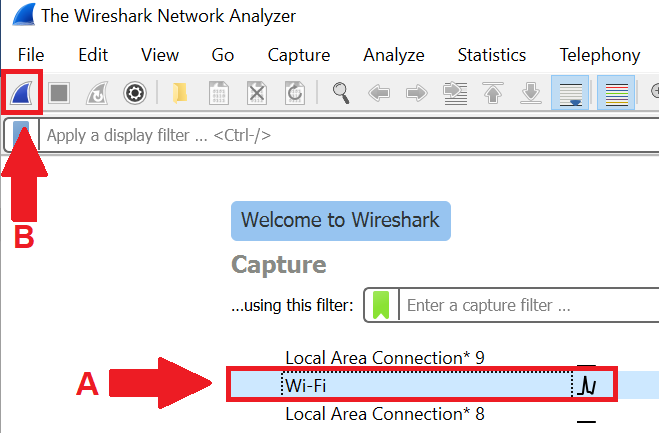 The Wireshark Network Analyzer
File Edit View Go Capture Analyze Statistics Telephony
Apply a display filter ... <Ctrl-/>
B
Welcome to Wireshark
Capture
...using this filter: Enter a capture filter ...
Local Area Connection* 9
A Wi-Fi
Local Area Connection* 8